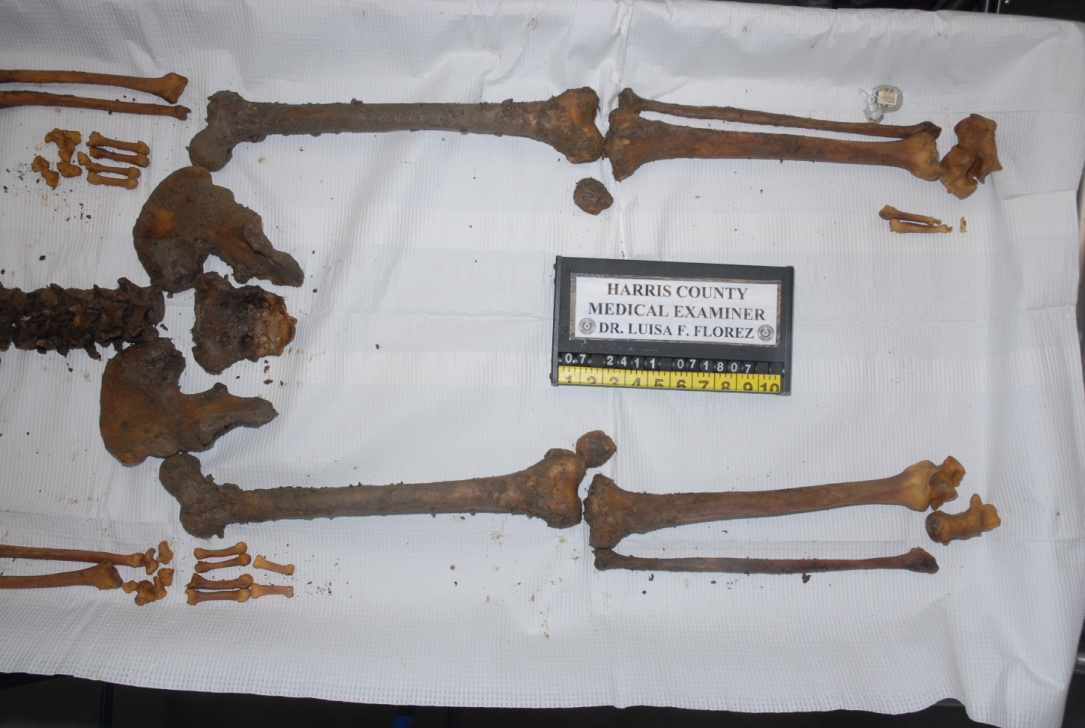 HARRIS COUNTY
MEDICAL EXAMINER
DR. LUISA F. FLOREZ
07 2411 071807
1 2 3 4 5 6 7 8 9 10